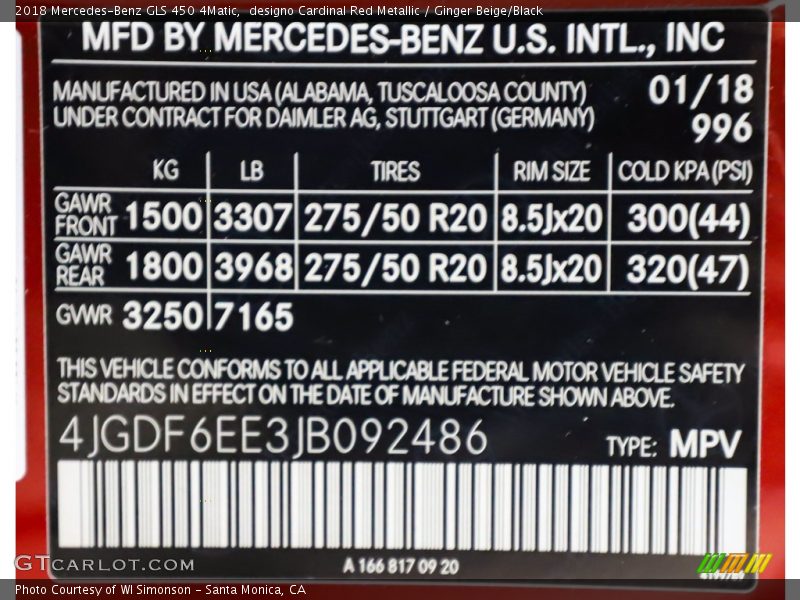 2018 Mercedes-Benz GLS 450 4Matic, designo Cardinal Red Metallic / Ginger Beige/Black
MFD BY MERCEDES-BENZ U.S. INTL., INC
MANUFACTURED IN USA (ALABAMA, TUSCALOOSA COUNTY) 01/18
UNDER CONTRACT FOR DAIMLER AG, STUTTGART (GERMANY) 996
KG LB TIRES RIM SIZE COLD KPA (PSI)
GAWR FRONT 1500 3307 275/50 R20 8.5Jx20 300(44)
GAWR REAR 1800 3968 275/50 R20 8.5Jx20 320(47)
GVWR 3250 7165
THIS VEHICLE CONFORMS TO ALL APPLICABLE FEDERAL MOTOR VEHICLE SAFETY
STANDARDS IN EFFECT ON THE DATE OF MANUFACTURE SHOWN ABOVE.
4JGDF6EE3JB092486 TYPE: MPV
A 166 817 09 20
GTCARLOT.COM
Photo Courtesy of WI Simonson - Santa Monica, CA